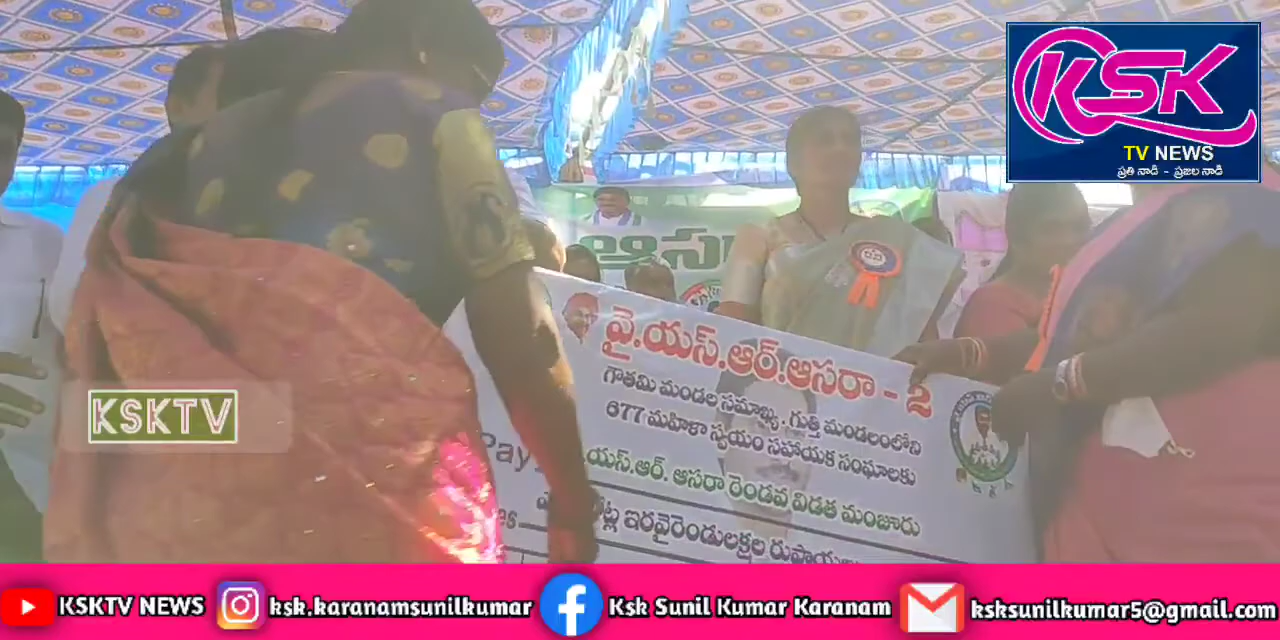 KSK
TV NEWS
ప్రతి నాడి - ప్రజల నాడి
ఆసరా
వై.యస్.ఆర్.ఆసరా - 2
గౌతమి మండల సమాఖ్య, గుత్తి మండలంలోని
677 మహిళా స్వయం సహాయక సంఘాలకు
Pay
.యస్.ఆర్. ఆసరా రెండవ విడత మంజూరు
ఇరవైరెండులక్షల రుపాయలు
KSKTV
KSKTV NEWS
ksk.karanamsunilkumar
Ksk Sunil Kumar Karanam
ksksunilkumar5@gmail.com